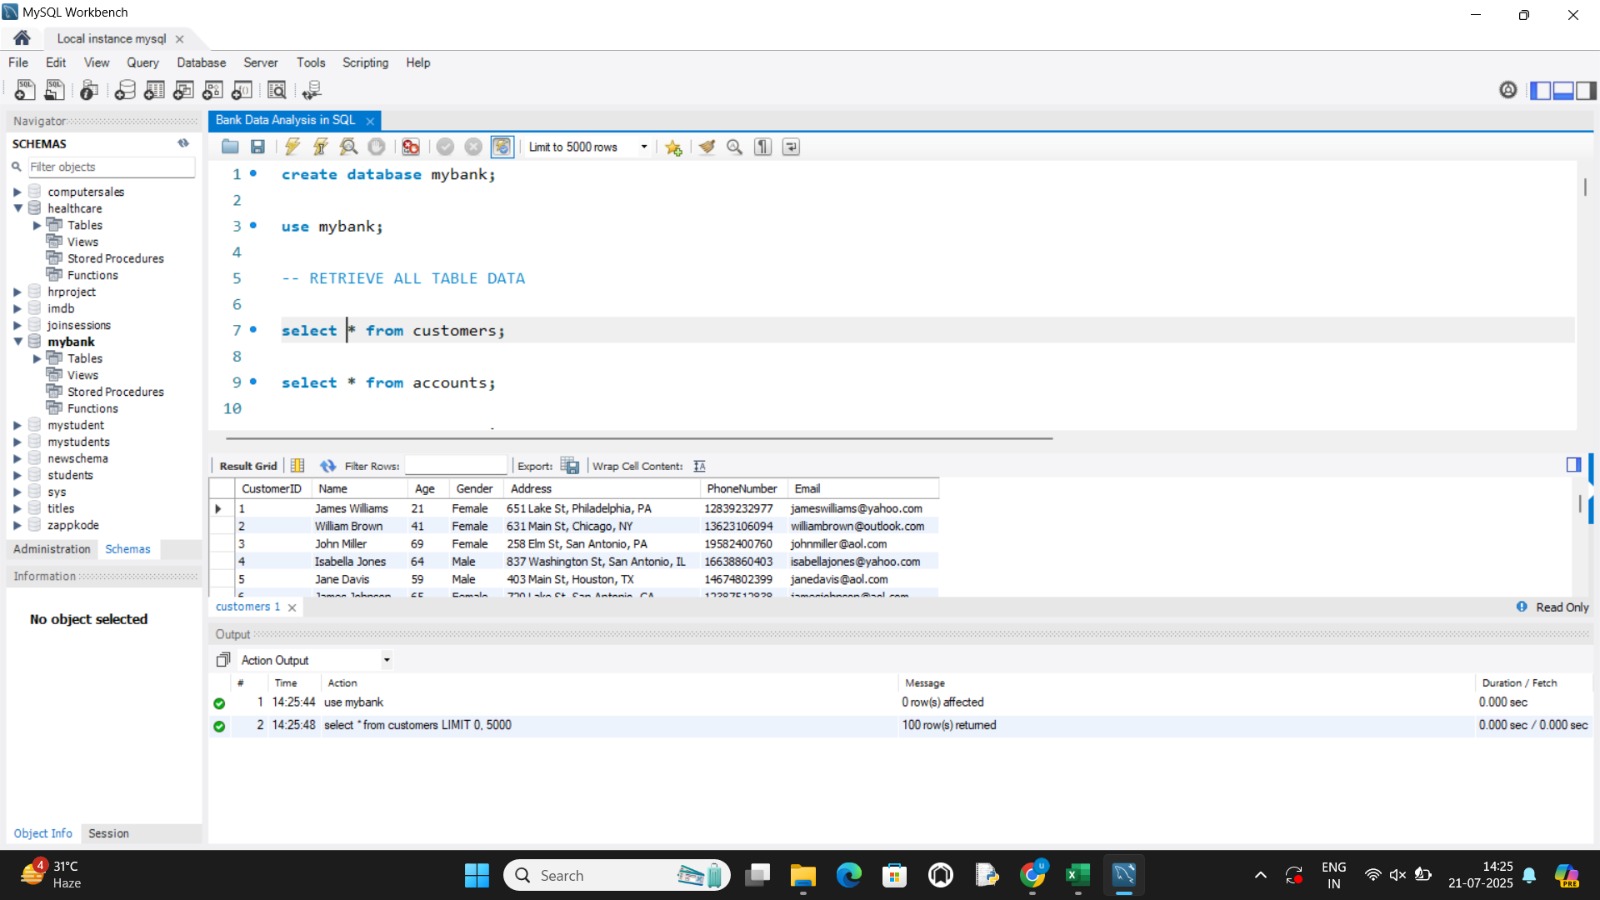 MySQL Workbench
Local instance mysql
File Edit View Query Database Server Tools Scripting Help
Navigator
SCHEMAS
Filter objects
computersales
healthcare
Tables
Views
Stored Procedures
Functions
hrproject
imdb
joinsessions
mybank
Tables
Views
Stored Procedures
Functions
mystudent
mystudents
newschema
students
sys
titles
zappkode
Administration Schemas
Information
No object selected
Object Info Session
Bank Data Analysis in SQL
Limit to 5000 rows
1 create database mybank;
2
3 use mybank;
4
5 -- RETRIEVE ALL TABLE DATA
6
7 select * from customers;
8
9 select * from accounts;
10
Result Grid Filter Rows: Export: Wrap Cell Content:
CustomerID Name Age Gender Address PhoneNumber Email
1 James Williams 21 Female 651 Lake St, Philadelphia, PA 12839232977 jameswilliams@yahoo.com
2 William Brown 41 Female 631 Main St, Chicago, NY 13623106094 williambrown@outlook.com
3 John Miller 69 Female 258 Elm St, San Antonio, PA 19582400760 johnmiller@aol.com
4 Isabella Jones 64 Male 837 Washington St, San Antonio, IL 16638860403 isabellajones@yahoo.com
5 Jane Davis 59 Male 403 Main St, Houston, TX 14674802399 janedavis@aol.com
customers 1
Read Only
Output
Action Output
# Time Action Message Duration / Fetch
1 14:25:44 use mybank 0 row(s) affected 0.000 sec
2 14:25:48 select * from customers LIMIT 0, 5000 100 row(s) returned 0.000 sec / 0.000 sec
4 31°C
Haze
Search
ENG
IN
14:25
21-07-2025
PRE